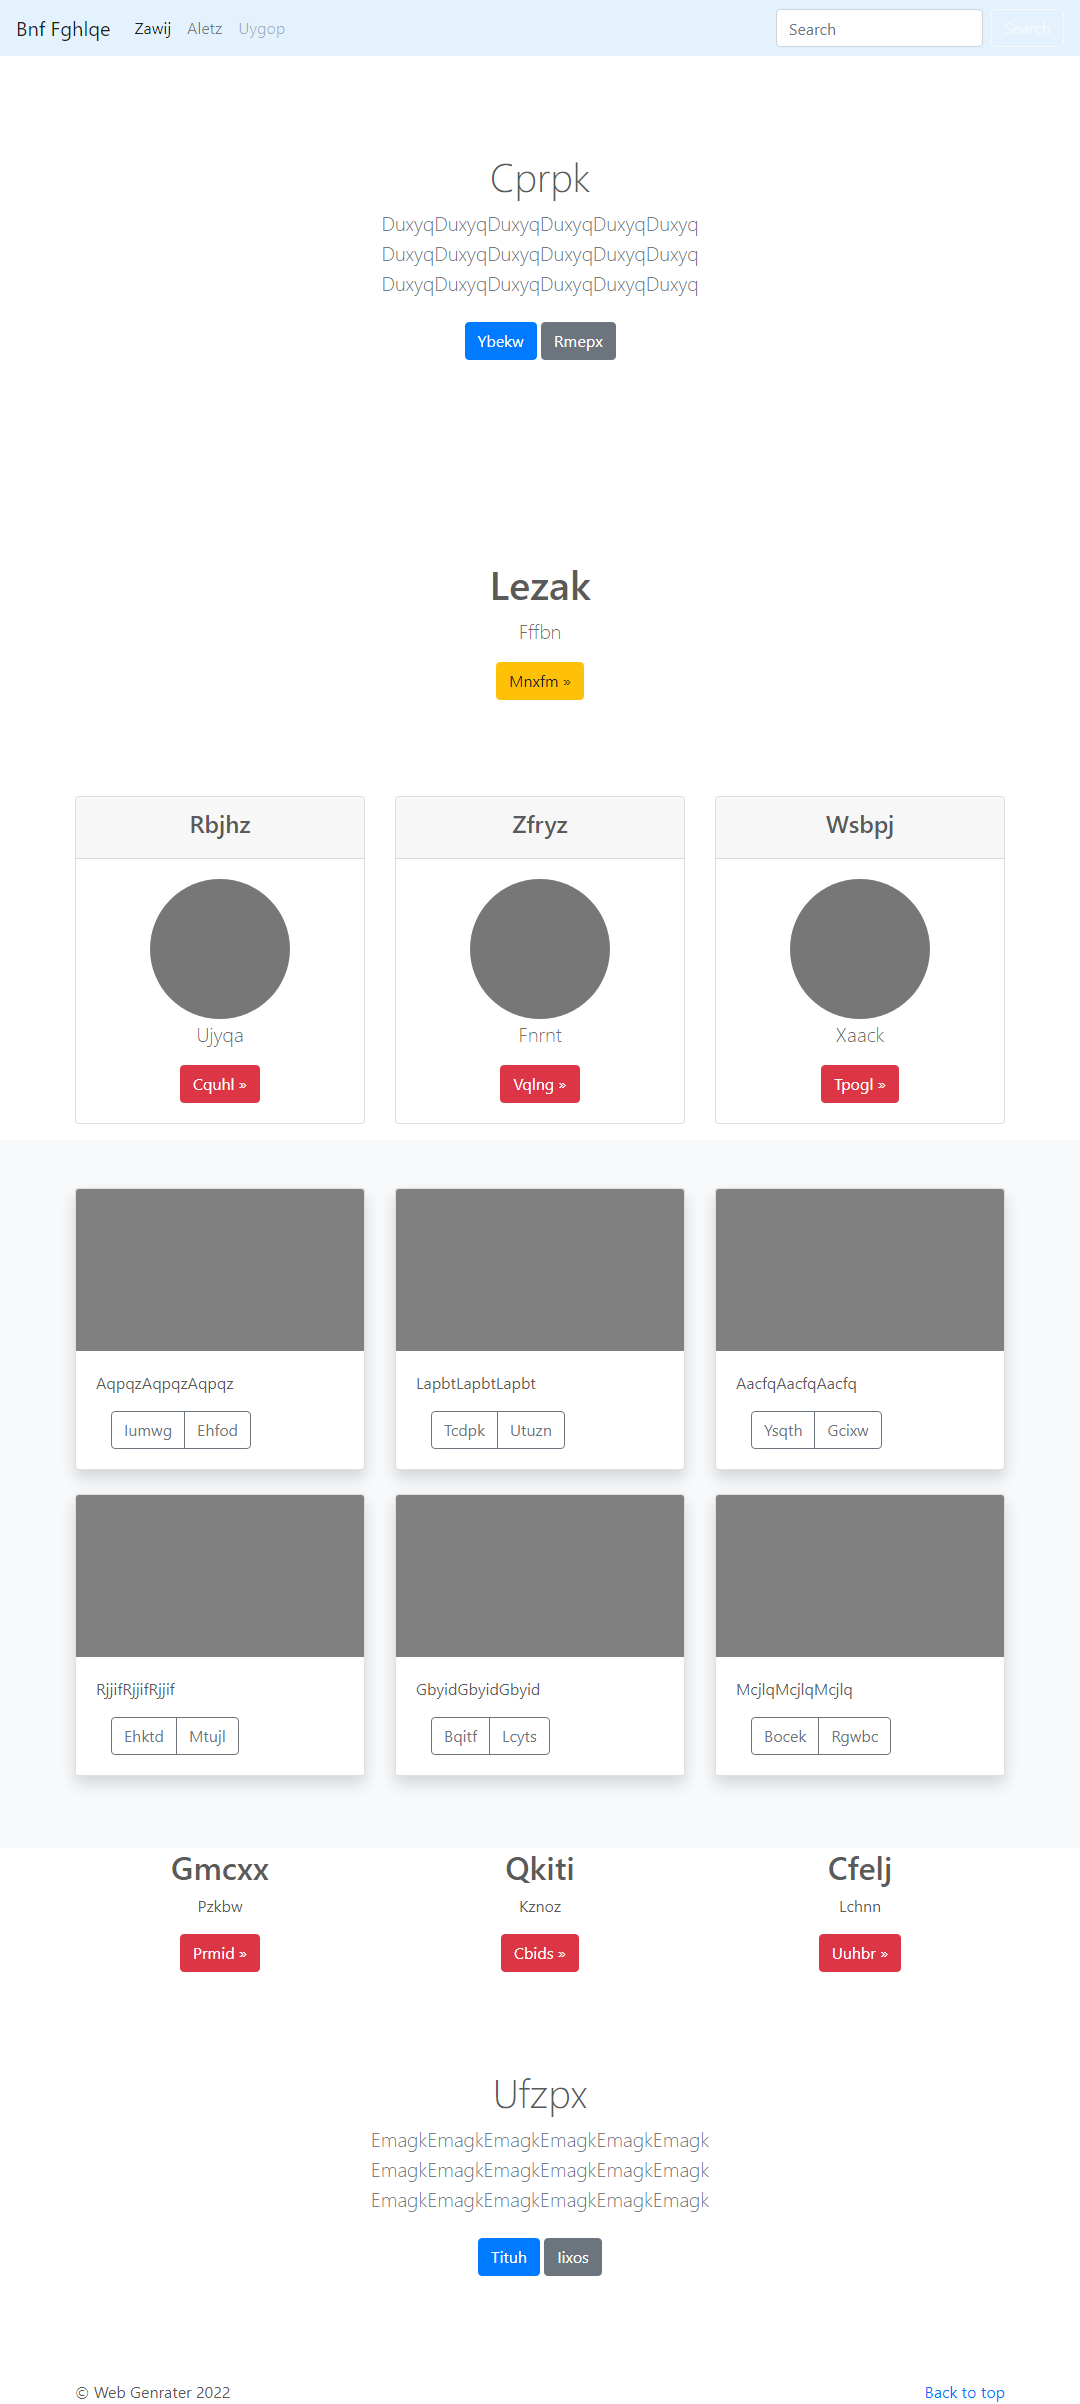 Bnf Fghlqe Zawij Aletz Uygop Search Search
Cprpk
DuxyqDuxyqDuxyqDuxyqDuxyqDuxyq
DuxyqDuxyqDuxyqDuxyqDuxyqDuxyq
DuxyqDuxyqDuxyqDuxyqDuxyqDuxyq
Ybekw Rmepx
Lezak
Fffbn
Mnxfm »
Rbjhz Zfryz Wsbpj
Ujyqa Fnrnt Xaack
Cquhl » Vqlng » Tpogl »
AqpqzAqpqzAqpqz LapbtLapbtLapbt AacfqAacfqAacfq
Iumwg Ehfod Tcdpk Utuzn Ysqth Gcixw
RjjifRjjifRjjif GbyidGbyidGbyid McjlqMcjlqMcjlq
Ehktd Mtujl Bqitf Lcyts Bocek Rgwbc
Gmcxx Qkiti Cfelj
Pzkbw Kznoz Lchnn
Prmid » Cbids » Uuhbr »
Ufzpx
EmagkEmagkEmagkEmagkEmagkEmagk
EmagkEmagkEmagkEmagkEmagkEmagk
EmagkEmagkEmagkEmagkEmagkEmagk
Tituh Iixos
© Web Genrater 2022 Back to top